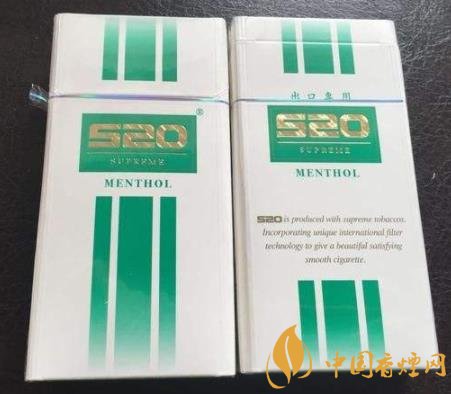 520
®
SUPREME
MENTHOL
出口专用
520
SUPREME
MENTHOL
520 is produced with supreme tobaccos.
Incorporating unique international filter
technology to give a beautiful satisfying
smooth cigarette.
中国香烟网